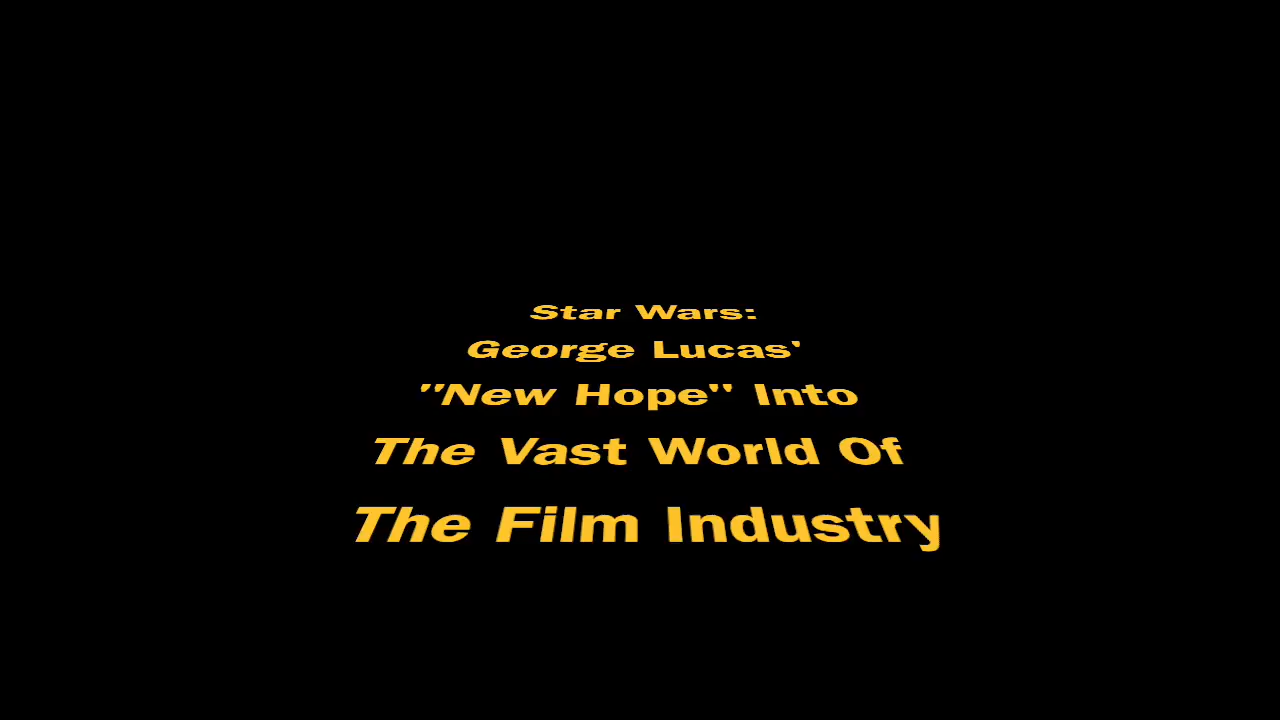 Star Wars:
George Lucas'
"New Hope" Into
The Vast World Of
The Film Industry